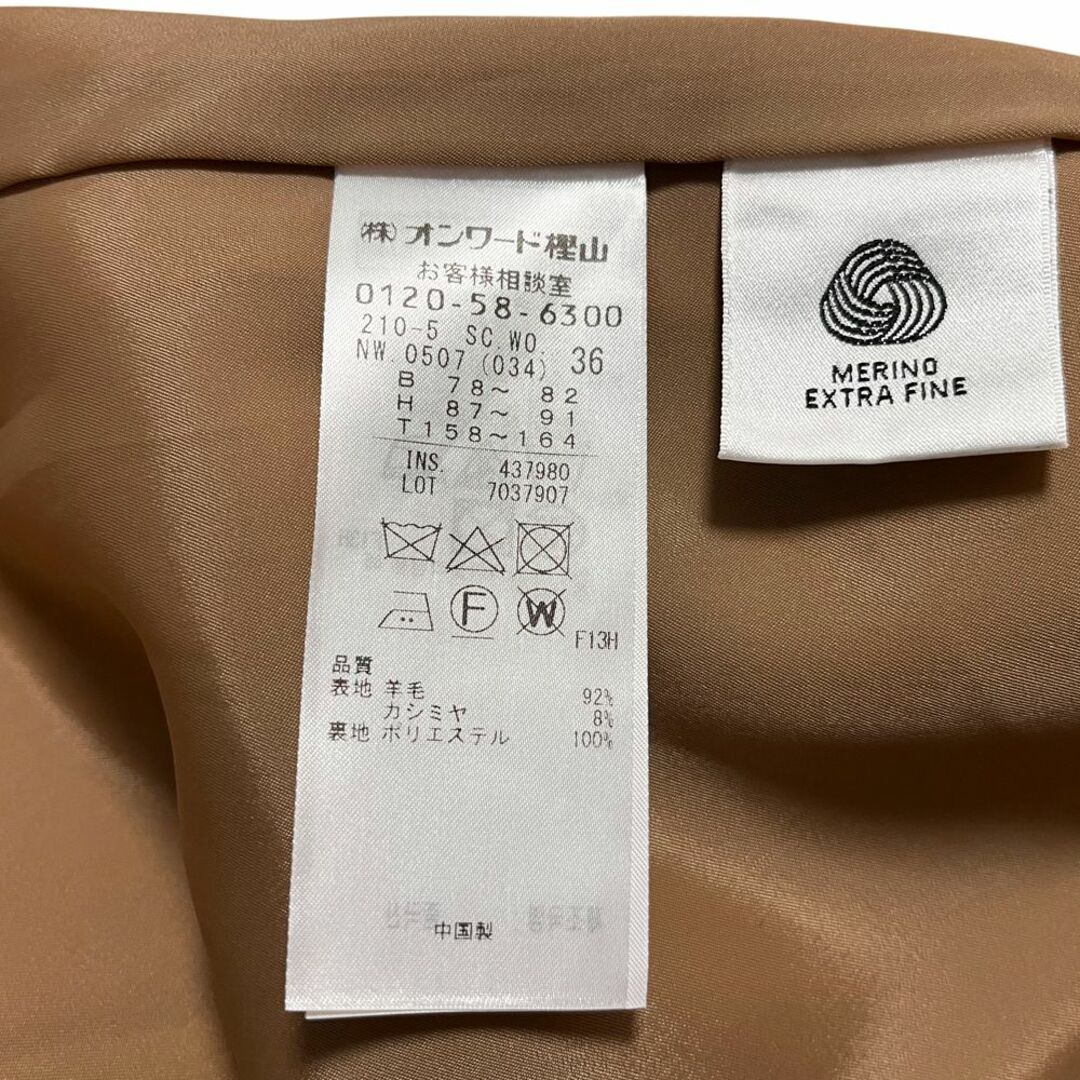 ㈱オンワード樫山
お客様相談室
0120-58-6300
210-5 SC.WO.
NW.0507 (034) 36
B 78～ 82
H 87～ 91
T 158～164
INS. 437980
LOT 7037907
F
W
F13H
品質
表地 羊毛 92%
カシミヤ 8%
裏地 ポリエステル 100%
中国製
MERINO
EXTRA FINE